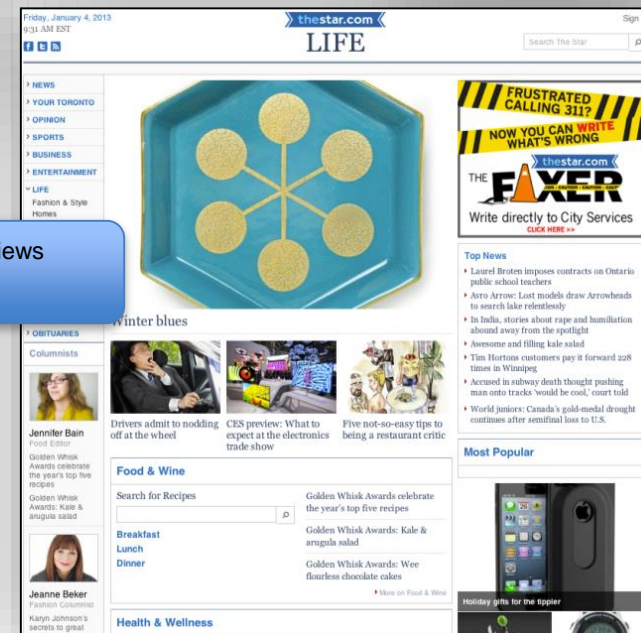 Friday, January 4, 2013
9:31 AM EST
thestar.com
LIFE
Sign
Search The Star
NEWS
YOUR TORONTO
OPINION
SPORTS
BUSINESS
ENTERTAINMENT
LIFE
Fashion & Style
Homes
iews
OBITUARIES
Columnists
Jennifer Bain
Food Editor
Golden Whisk
Awards celebrate
the year's top five
recipes
Golden Whisk
Awards: Kale &
arugula salad
Jeanne Beker
Fashion Columnist
Karyn Johnson's
secrets to great
Winter blues
Drivers admit to nodding
off at the wheel
CES preview: What to
expect at the electronics
trade show
Five not-so-easy tips to
being a restaurant critic
Food & Wine
Search for Recipes
Breakfast
Lunch
Dinner
Golden Whisk Awards celebrate
the year's top five recipes
Golden Whisk Awards: Kale &
arugula salad
Golden Whisk Awards: Wee
flourless chocolate cakes
More on Food & Wine
Health & Wellness
FRUSTRATED
CALLING 311?
NOW YOU CAN WRITE
WHAT'S WRONG
thestar.com
THE FIXER
Write directly to City Services
CLICK HERE >>
Top News
Laurel Broten imposes contracts on Ontario
public school teachers
Avro Arrow: Lost models draw Arrowheads
to search lake relentlessly
In India, stories about rape and humiliation
abound away from the spotlight
Awesome and filling kale salad
Tim Hortons customers pay it forward 228
times in Winnipeg
Accused in subway death thought pushing
man onto tracks 'would be cool,' court told
World juniors: Canada's gold-medal drought
continues after semifinal loss to U.S.
Most Popular
Holiday gifts for the tippler